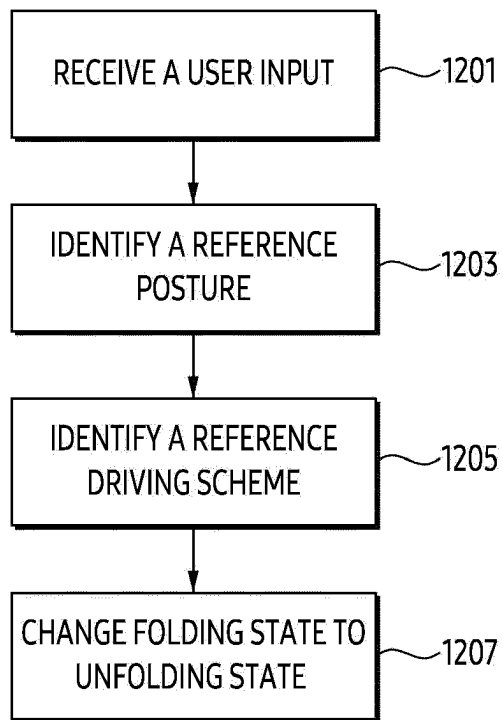 RECEIVE A USER INPUT
1201
IDENTIFY A REFERENCE
POSTURE
1203
IDENTIFY A REFERENCE
DRIVING SCHEME
1205
CHANGE FOLDING STATE TO
UNFOLDING STATE
1207